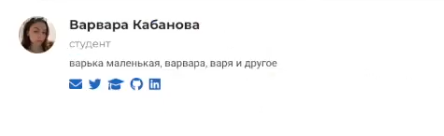 Варвара Кабанова
студент
варька маленькая, варвара, варя и другое